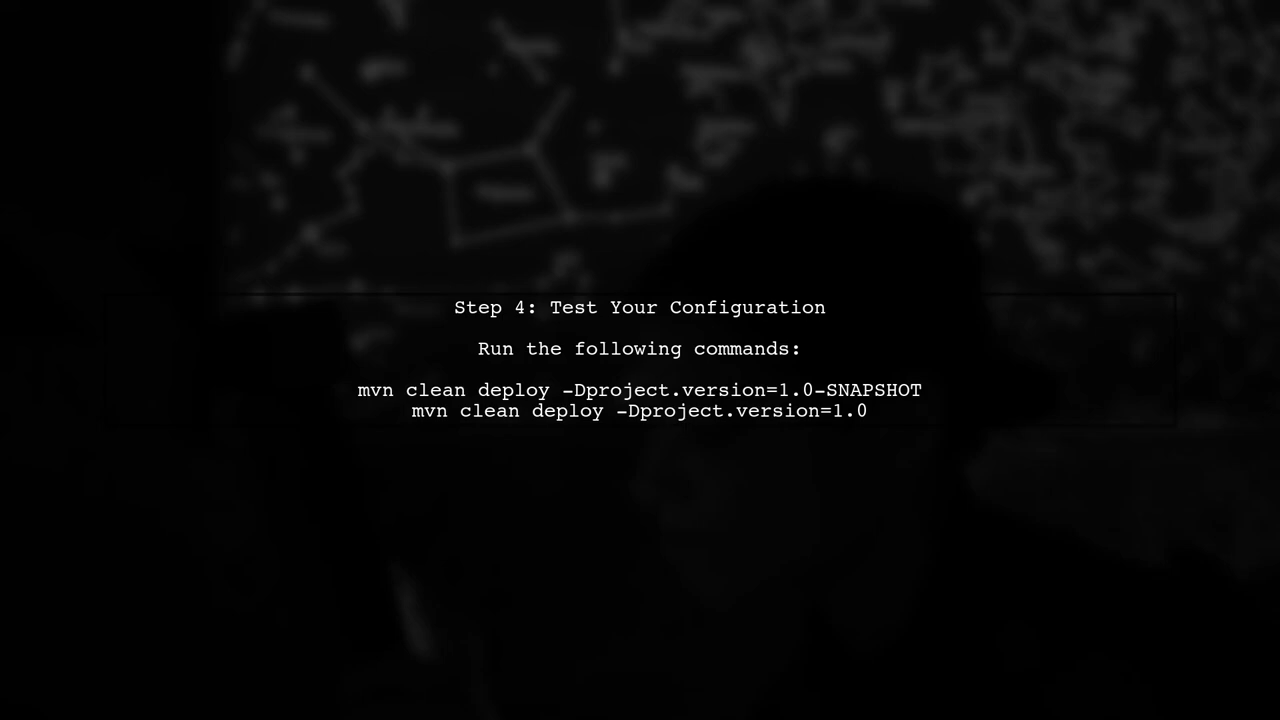 Step 4: Test Your Configuration
Run the following commands:
mvn clean deploy -Dproject.version=1.0-SNAPSHOT
mvn clean deploy -Dproject.version=1.0